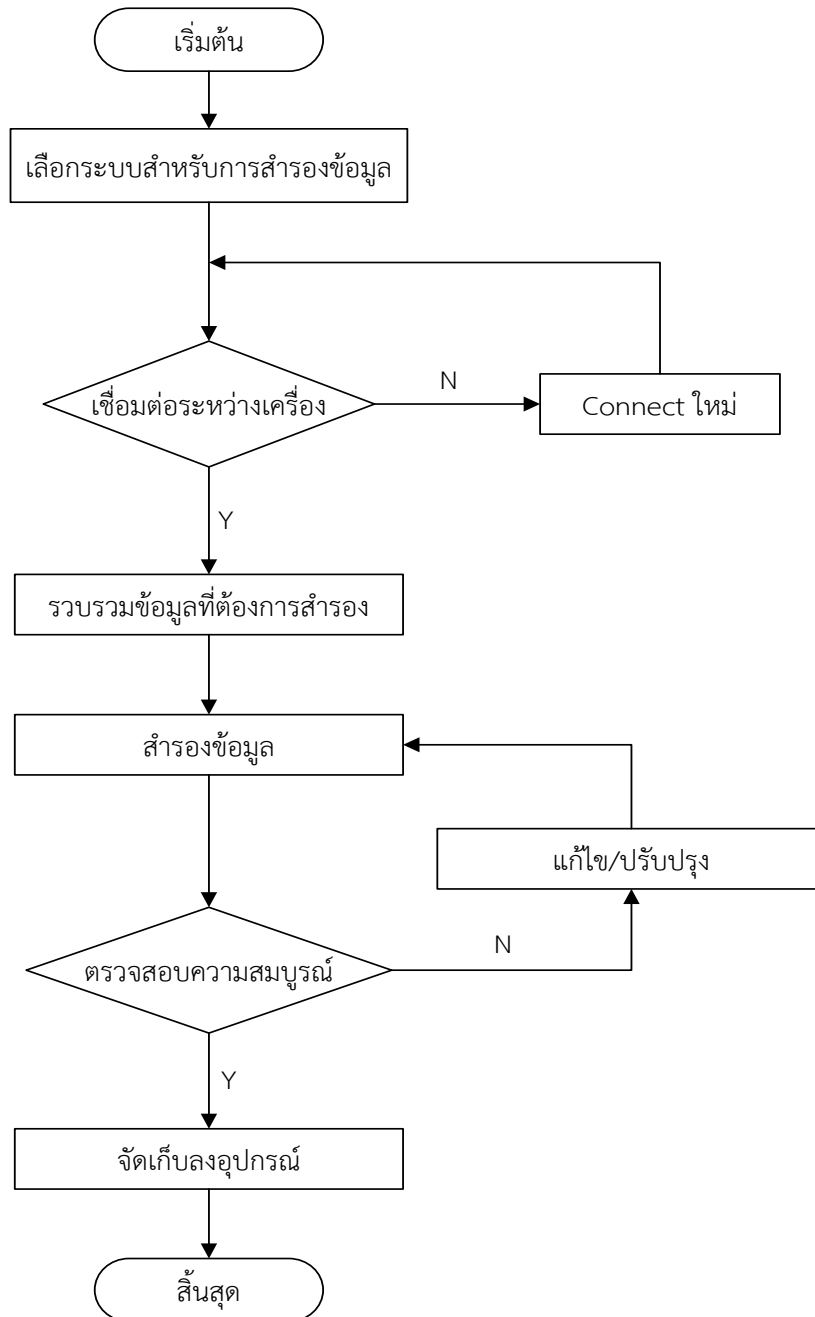 เริ่มต้น
เลือกระบบสำหรับการสำรองข้อมูล
เชื่อมต่อระหว่างเครื่อง
N
Connect ใหม่
Y
รวบรวมข้อมูลที่ต้องการสำรอง
สำรองข้อมูล
แก้ไข/ปรับปรุง
ตรวจสอบความสมบูรณ์
N
Y
จัดเก็บลงอุปกรณ์
สิ้นสุด